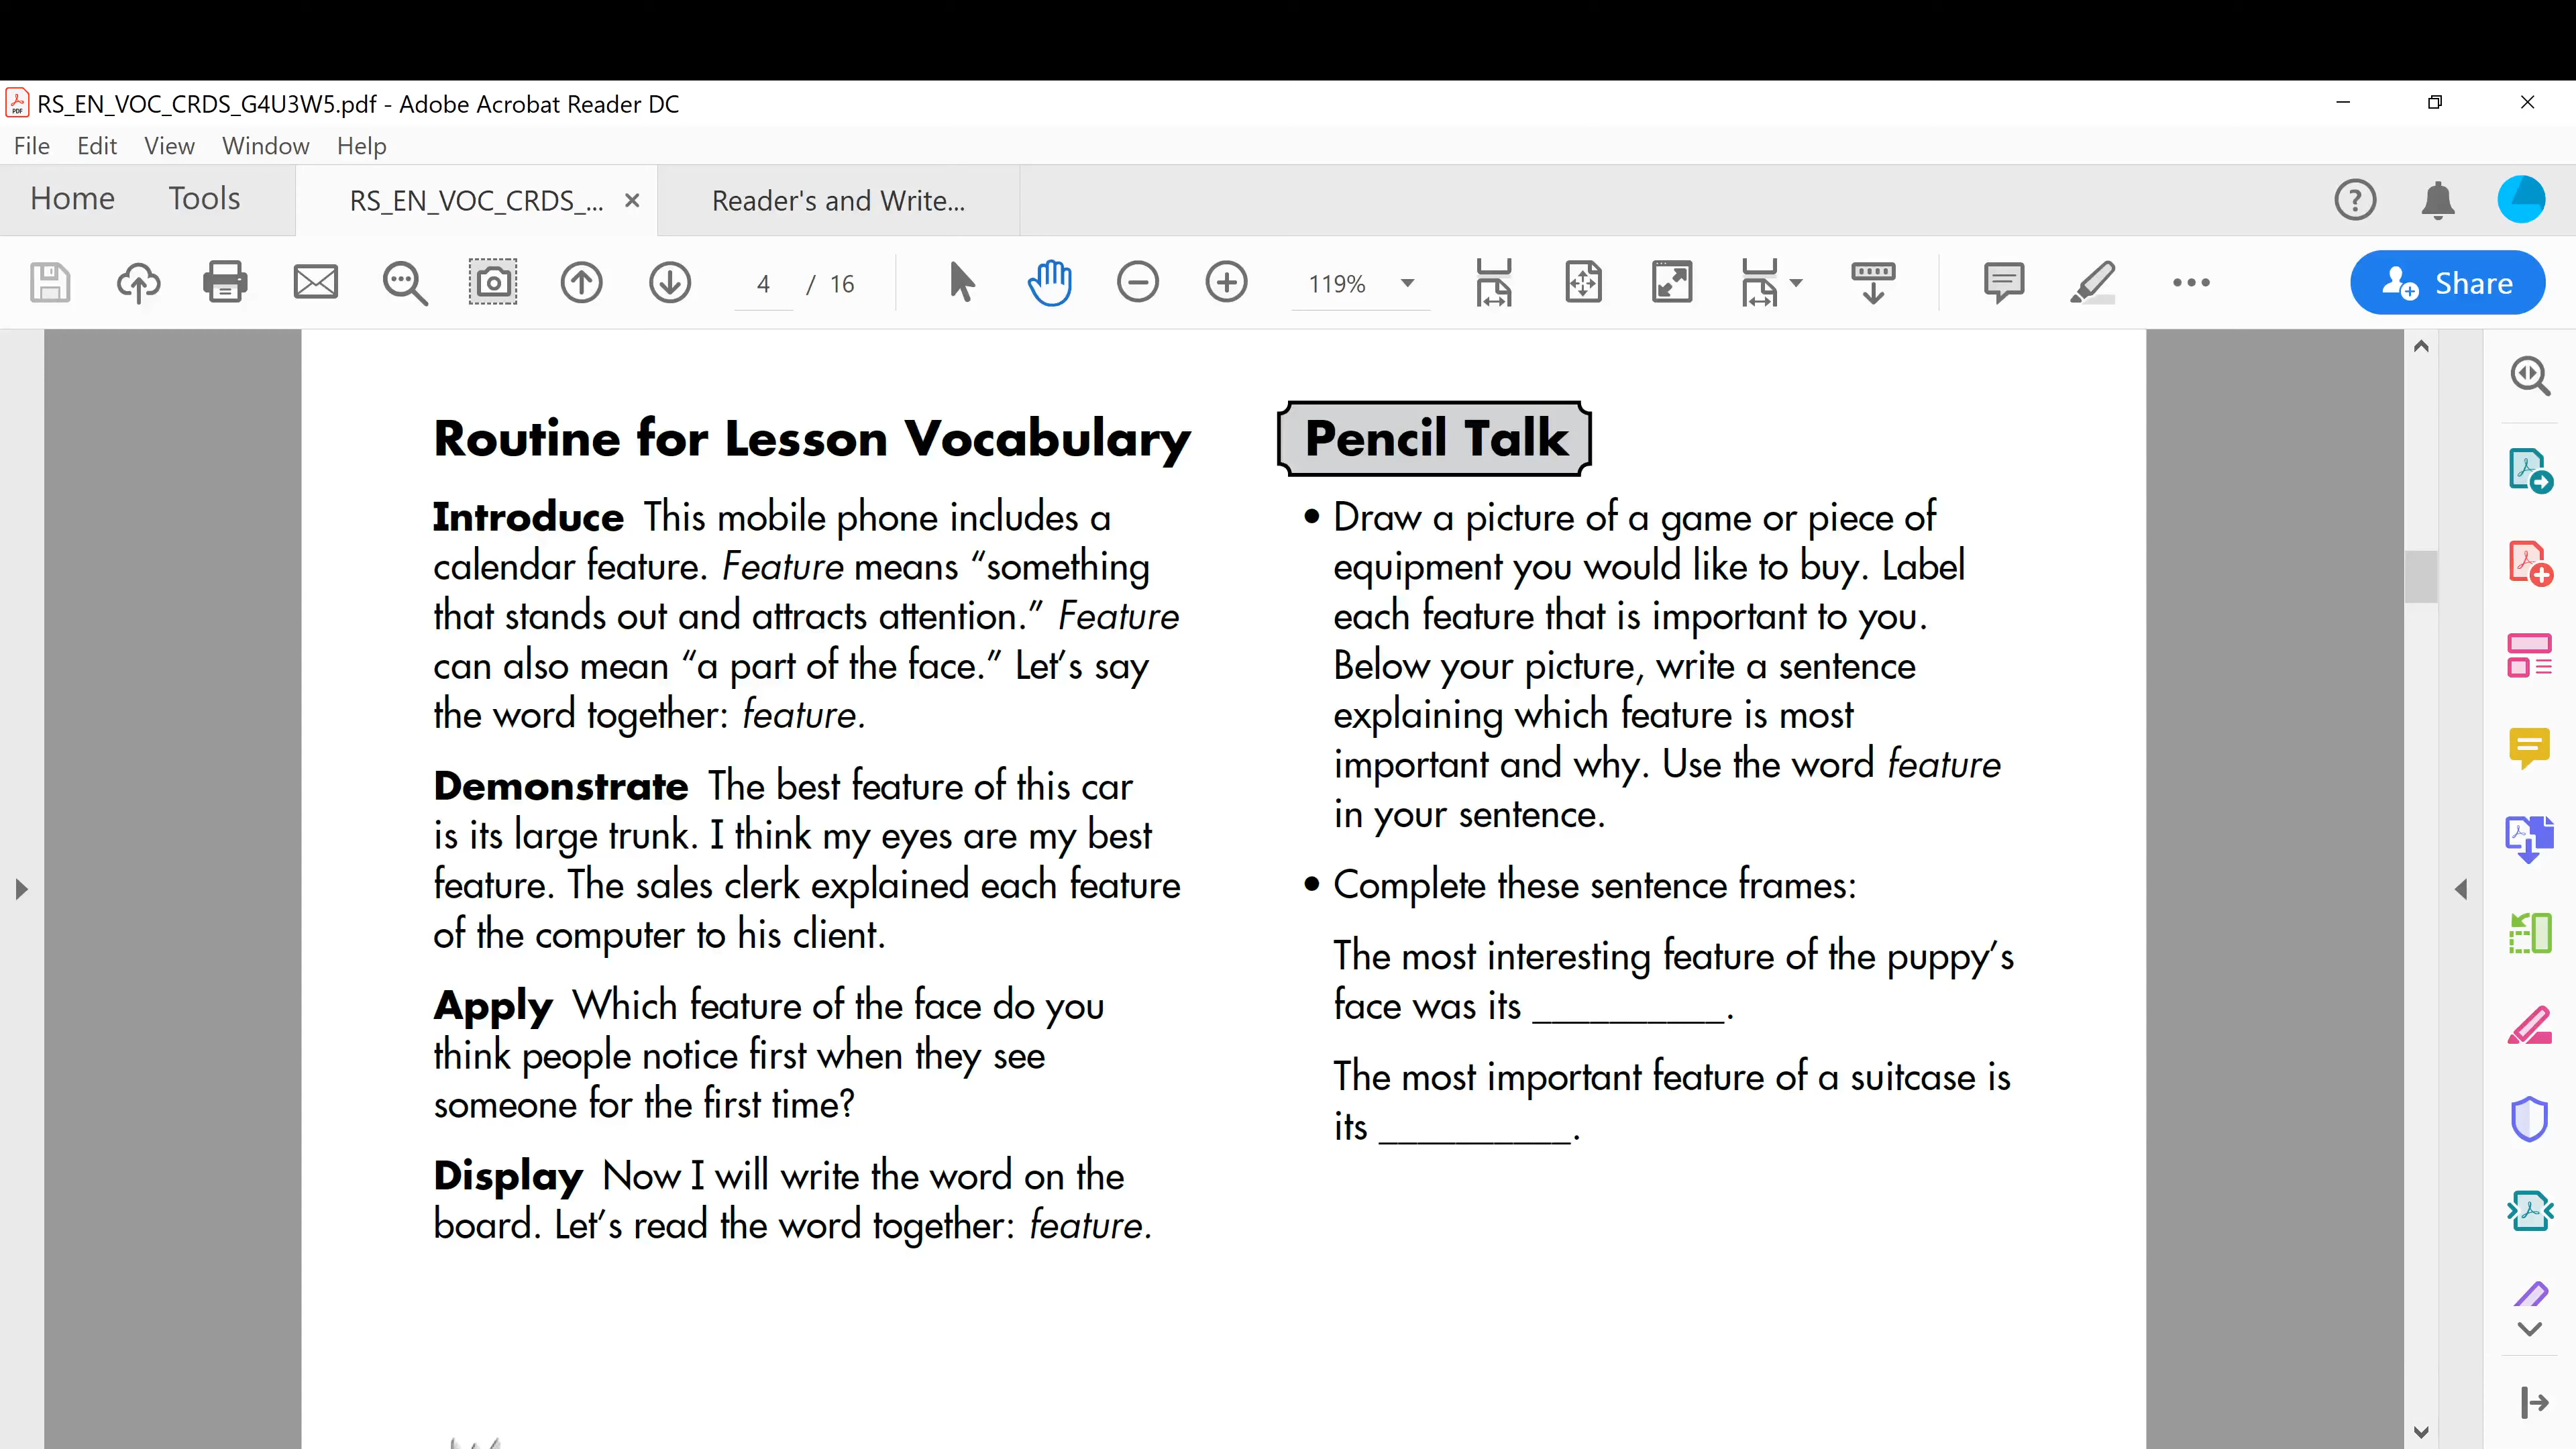 RS_EN_VOC_CRDS_G4U3W5.pdf - Adobe Acrobat Reader DC
File Edit View Window Help
Home Tools RS_EN_VOC_CRDS_... Reader's and Write...
4 / 16 119% Share
Routine for Lesson Vocabulary
Introduce This mobile phone includes a
calendar feature. Feature means “something
that stands out and attracts attention.” Feature
can also mean “a part of the face.” Let’s say
the word together: feature.
Demonstrate The best feature of this car
is its large trunk. I think my eyes are my best
feature. The sales clerk explained each feature
of the computer to his client.
Apply Which feature of the face do you
think people notice first when they see
someone for the first time?
Display Now I will write the word on the
board. Let’s read the word together: feature.
Pencil Talk
• Draw a picture of a game or piece of
equipment you would like to buy. Label
each feature that is important to you.
Below your picture, write a sentence
explaining which feature is most
important and why. Use the word feature
in your sentence.
• Complete these sentence frames:
The most interesting feature of the puppy’s
face was its __________.
The most important feature of a suitcase is
its __________.